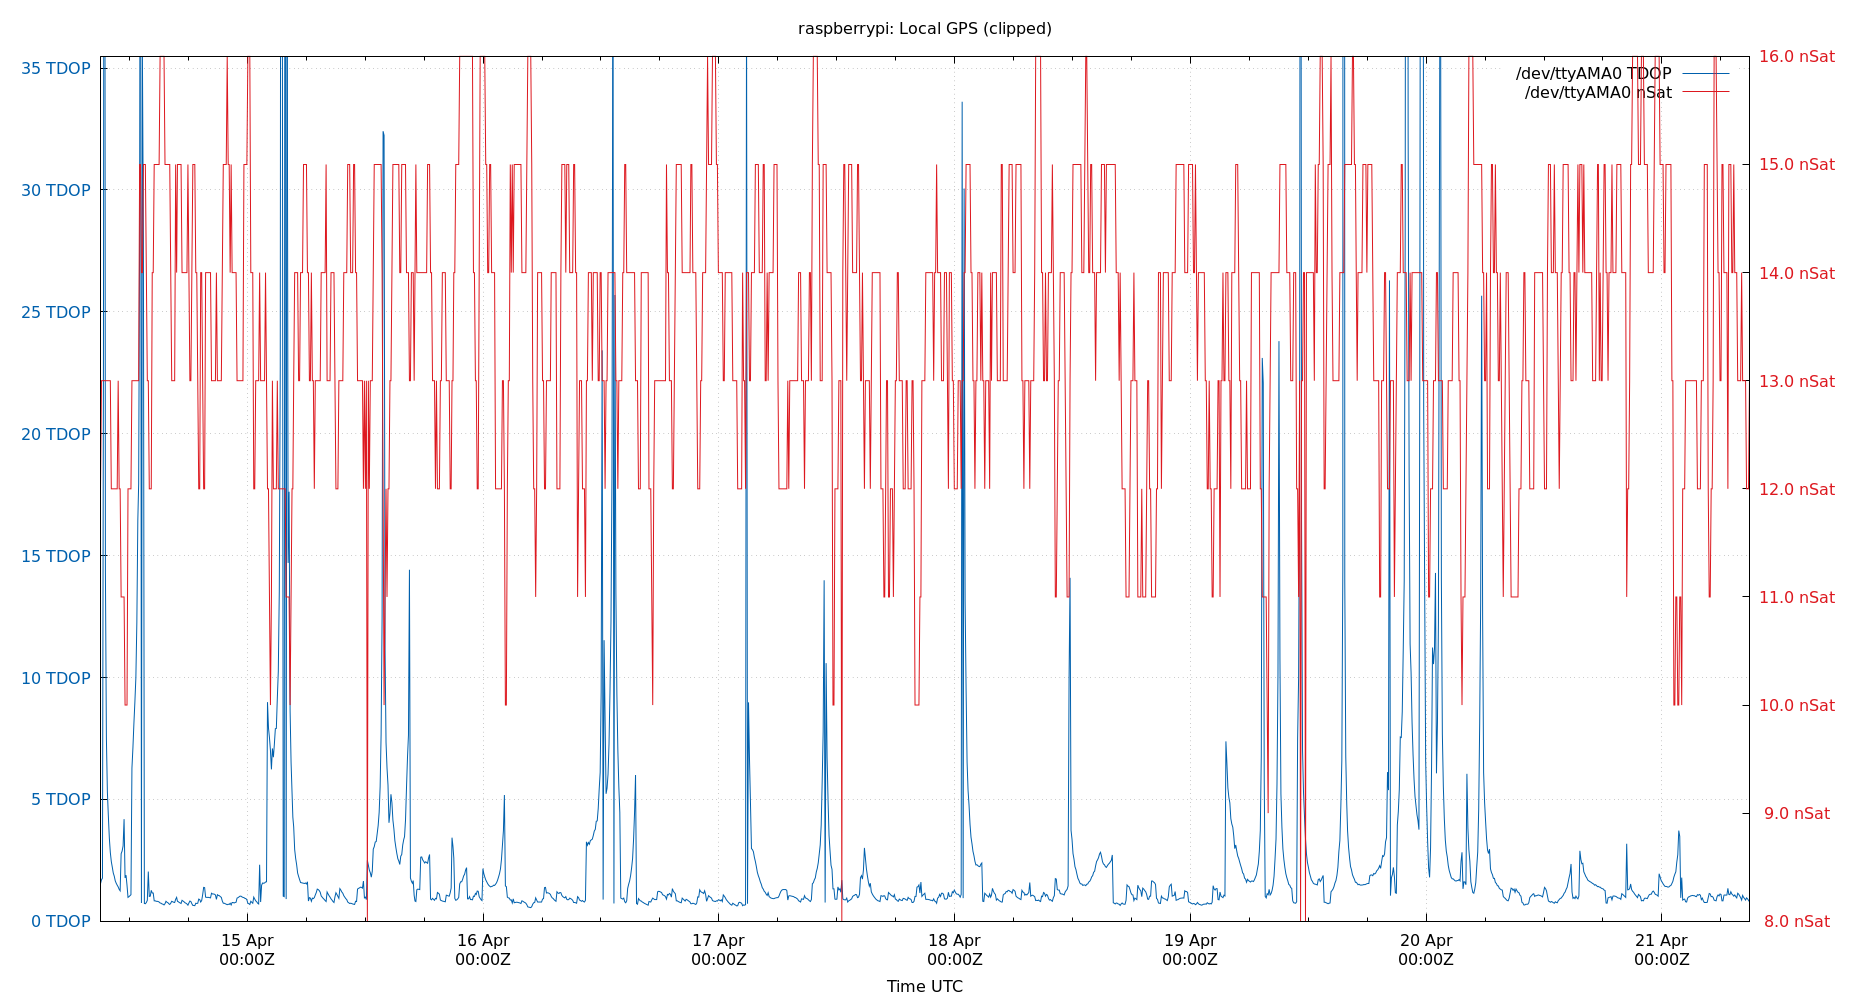 raspberrypi: Local GPS (clipped)
35 TDOP
30 TDOP
25 TDOP
20 TDOP
15 TDOP
10 TDOP
5 TDOP
0 TDOP
16.0 nSat
15.0 nSat
14.0 nSat
13.0 nSat
12.0 nSat
11.0 nSat
10.0 nSat
9.0 nSat
8.0 nSat
/dev/ttyAMA0 TDOP
/dev/ttyAMA0 nSat
15 Apr
00:00Z
16 Apr
00:00Z
17 Apr
00:00Z
18 Apr
00:00Z
19 Apr
00:00Z
20 Apr
00:00Z
21 Apr
00:00Z
Time UTC